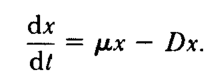 dx/dt = μx − Dx.